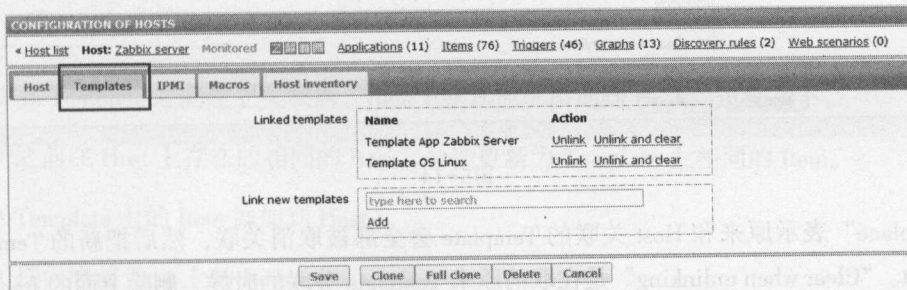 CONFIGURATION OF HOSTS
« Host list Host: Zabbix server Monitored Applications (11) Items (76) Triggers (46) Graphs (13) Discovery rules (2) Web scenarios (0)
Host Templates IPMI Macros Host inventory
Linked templates Name Action
Template App Zabbix Server Unlink Unlink and clear
Template OS Linux Unlink Unlink and clear
Link new templates type here to search
Add
Save Clone Full clone Delete Cancel